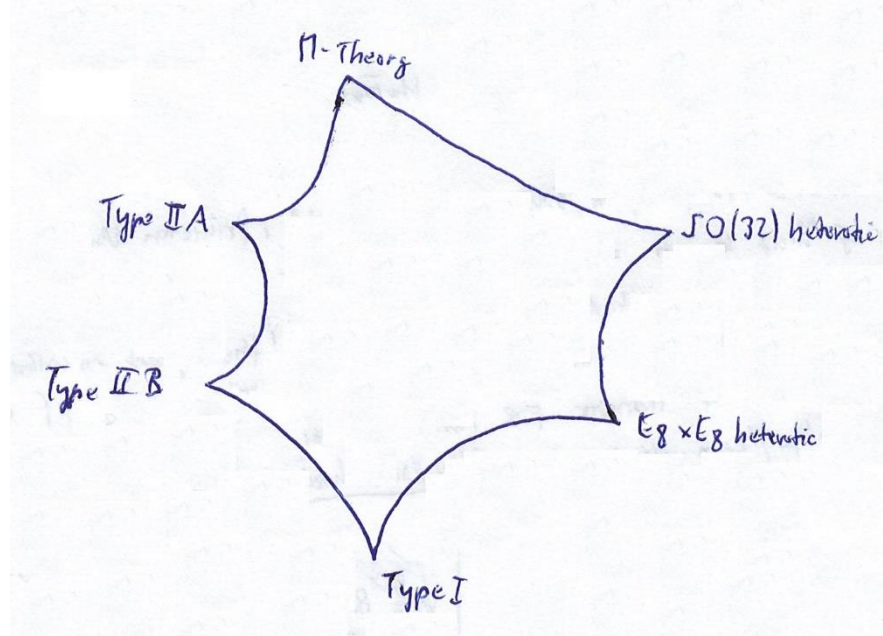 M-Theory
Type IIA
SO(32) heterotic
Type IIB
E8 x E8 heterotic
Type I